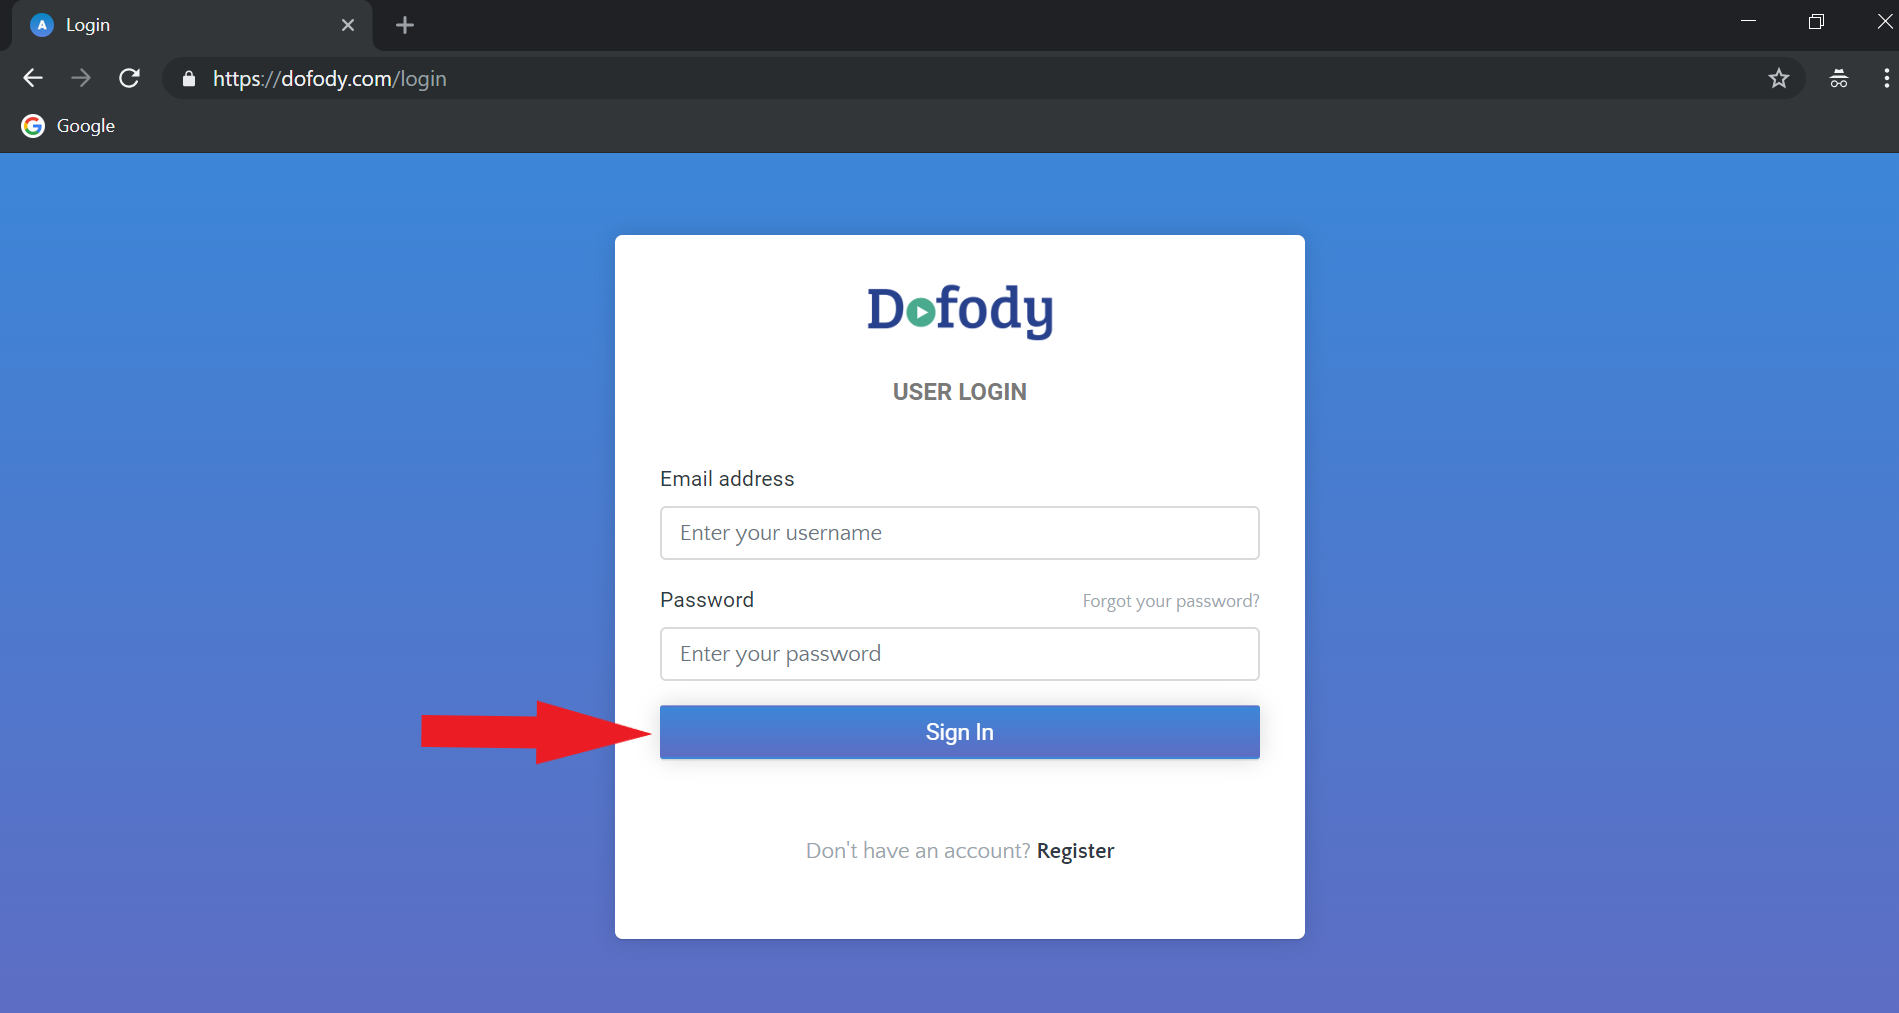 A Login
https://dofody.com/login
Google
Dofody
USER LOGIN
Email address
Enter your username
Password Forgot your password?
Enter your password
Sign In
Don't have an account? Register